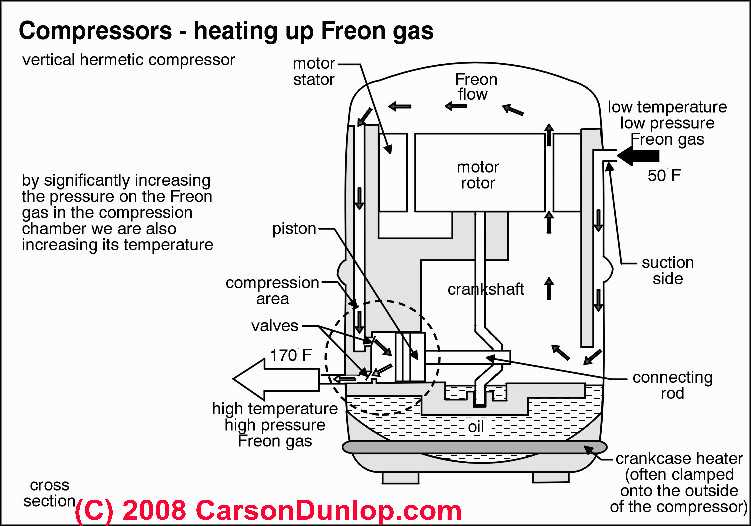 Compressors - heating up Freon gas
vertical hermetic compressor
motor
stator
Freon
flow
low temperature
low pressure
Freon gas
50 F
motor
rotor
by significantly increasing
the pressure on the Freon
gas in the compression
chamber we are also
increasing its temperature
piston
suction
side
compression
area
crankshaft
valves
170 F
connecting
rod
high temperature
high pressure
Freon gas
oil
crankcase heater
(often clamped
onto the outside
of the compressor)
cross
section
(C) 2008 CarsonDunlop.com